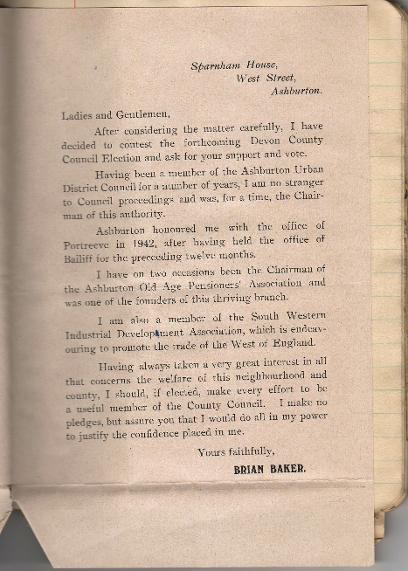 Sparnham House,
West Street,
Ashburton.
Ladies and Gentlemen,
After considering the matter carefully, I have
decided to contest the forthcoming Devon County
Council Election and ask for your support and vote.
Having been a member of the Ashburton Urban
District Council for a number of years, I am no stranger
to Council proceedings and was, for a time, the Chair-
man of this authority.
Ashburton honoured me with the office of
Portreeve in 1942, after having held the office of
Bailiff for the preceeding twelve months.
I have on two occasions been the Chairman of
the Ashburton Old Age Pensioners' Association and
was one of the founders of this thriving branch.
I am also a member of the South Western
Industrial Development Association, which is endeav-
ouring to promote the trade of the West of England.
Having always taken a very great interest in all
that concerns the welfare of this neighbourhood and
county, I should, if elected, make every effort to be
a useful member of the County Council. I make no
pledges, but assure you that I would do all in my power
to justify the confidence placed in me.
Yours faithfully,
BRIAN BAKER.